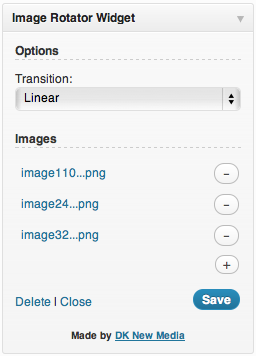 Image Rotator Widget
Options
Transition:
Linear
Images
image110...png -
image24...png -
image32...png -
+
Delete | Close Save
Made by DK New Media